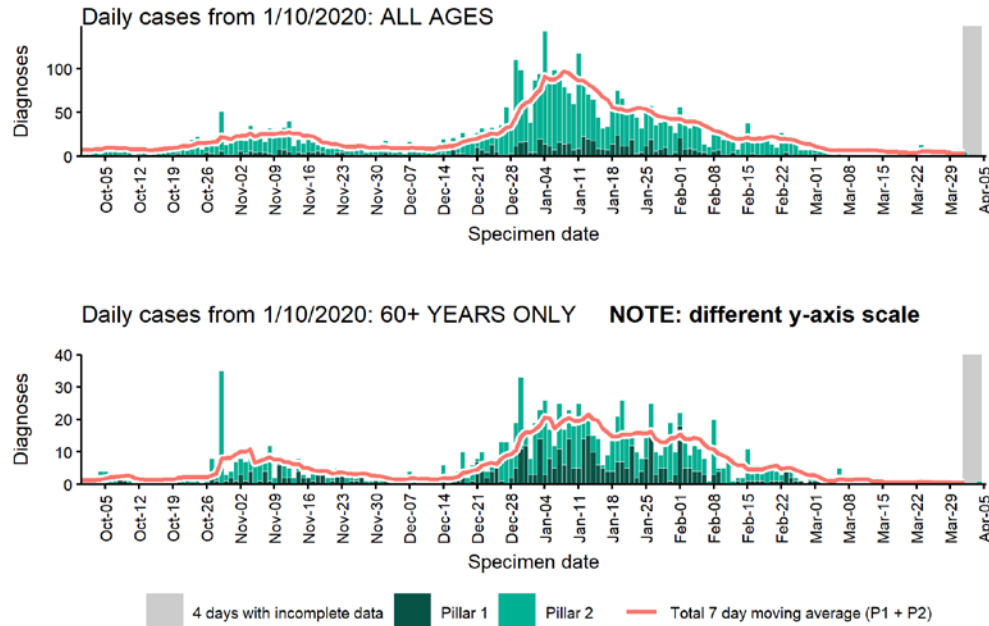 Daily cases from 1/10/2020: ALL AGES
Diagnoses
100
50
0
Oct-05 Oct-12 Oct-19 Oct-26 Nov-02 Nov-09 Nov-16 Nov-23 Nov-30 Dec-07 Dec-14 Dec-21 Dec-28 Jan-04 Jan-11 Jan-18 Jan-25 Feb-01 Feb-08 Feb-15 Feb-22 Mar-01 Mar-08 Mar-15 Mar-22 Mar-29 Apr-05
Specimen date
Daily cases from 1/10/2020: 60+ YEARS ONLY NOTE: different y-axis scale
Diagnoses
40
30
20
10
0
Oct-05 Oct-12 Oct-19 Oct-26 Nov-02 Nov-09 Nov-16 Nov-23 Nov-30 Dec-07 Dec-14 Dec-21 Dec-28 Jan-04 Jan-11 Jan-18 Jan-25 Feb-01 Feb-08 Feb-15 Feb-22 Mar-01 Mar-08 Mar-15 Mar-22 Mar-29 Apr-05
Specimen date
4 days with incomplete data Pillar 1 Pillar 2 Total 7 day moving average (P1 + P2)